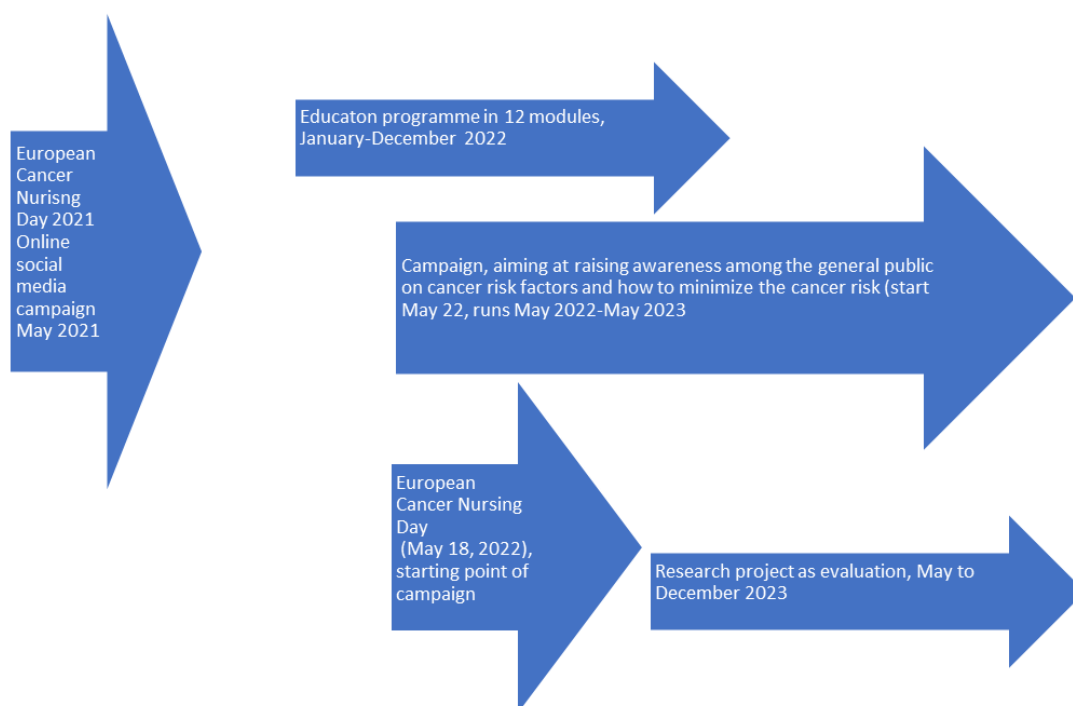 European
Cancer
Nurisng
Day 2021
Online
social
media
campaign
May 2021
Educaton programme in 12 modules,
January-December 2022
Campaign, aiming at raising awareness among the general public
on cancer risk factors and how to minimize the cancer risk (start
May 22, runs May 2022-May 2023
European
Cancer Nursing
Day
(May 18, 2022),
starting point of
campaign
Research project as evaluation, May to
December 2023